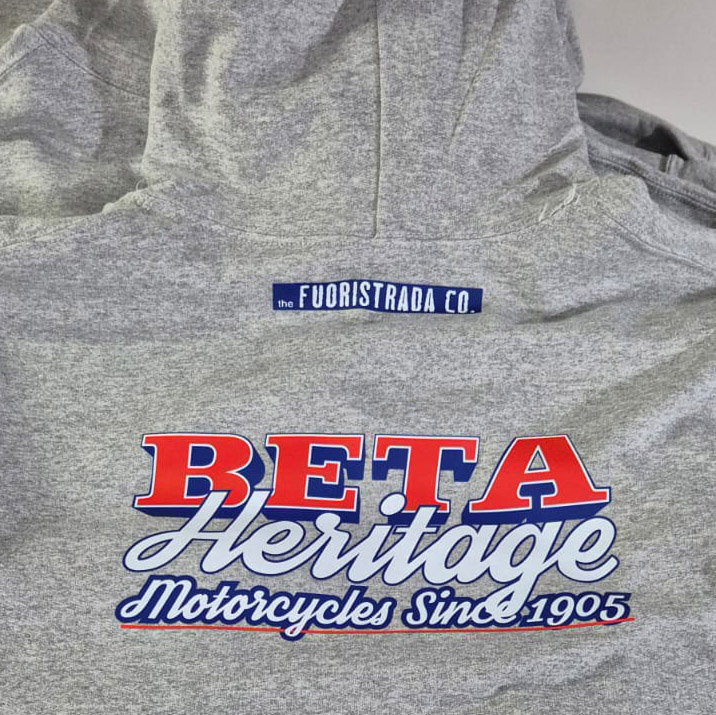 the FUORISTRADA CO.
BETA
Heritage
Motorcycles Since 1905